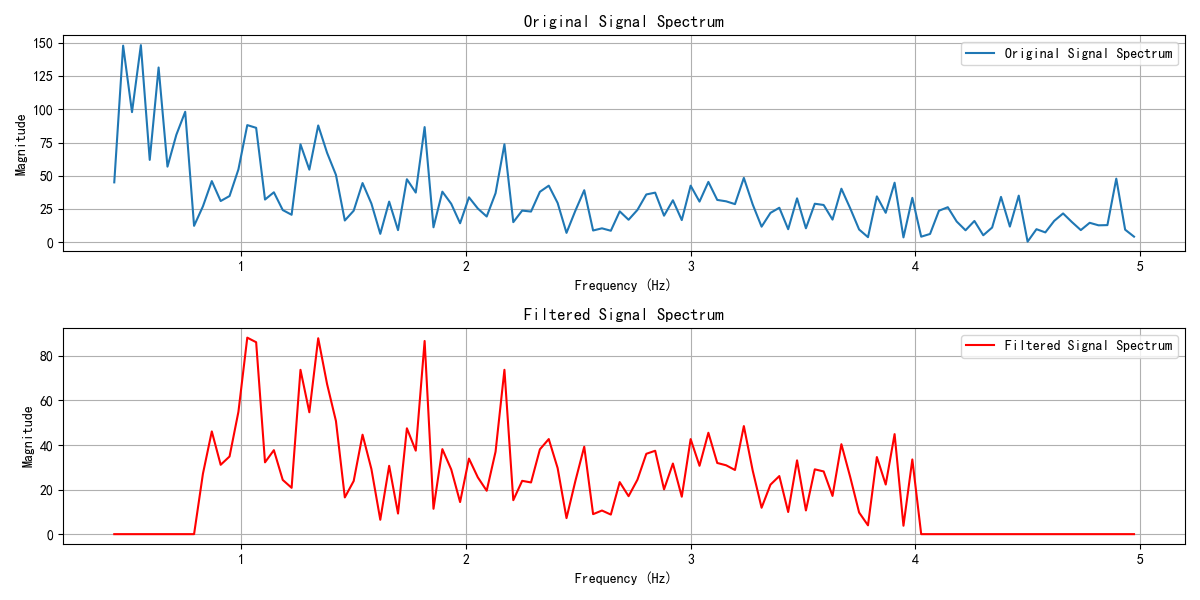 Original Signal Spectrum
Original Signal Spectrum
Magnitude
150
125
100
75
50
25
0
1 2 3 4 5
Frequency (Hz)
Filtered Signal Spectrum
Filtered Signal Spectrum
Magnitude
80
60
40
20
0
1 2 3 4 5
Frequency (Hz)